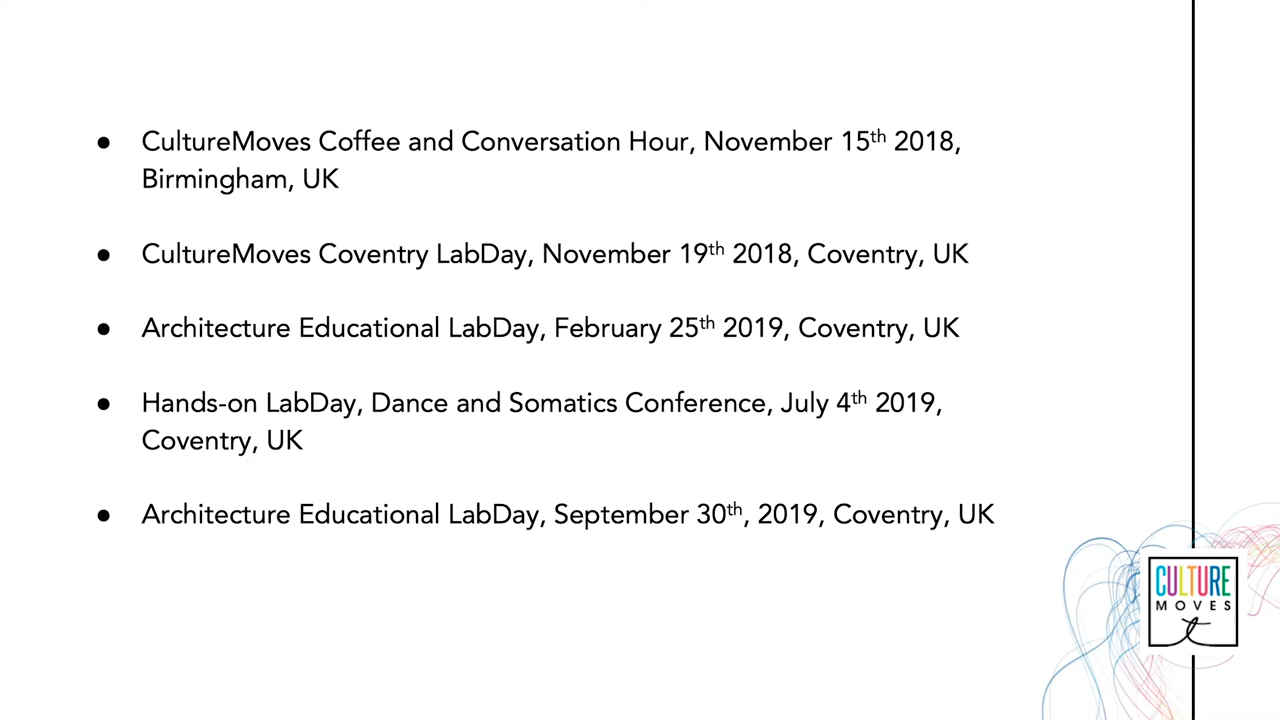 ● CultureMoves Coffee and Conversation Hour, November 15th 2018,
Birmingham, UK
● CultureMoves Coventry LabDay, November 19th 2018, Coventry, UK
● Architecture Educational LabDay, February 25th 2019, Coventry, UK
● Hands-on LabDay, Dance and Somatics Conference, July 4th 2019,
Coventry, UK
● Architecture Educational LabDay, September 30th, 2019, Coventry, UK
CULTURE
MOVES